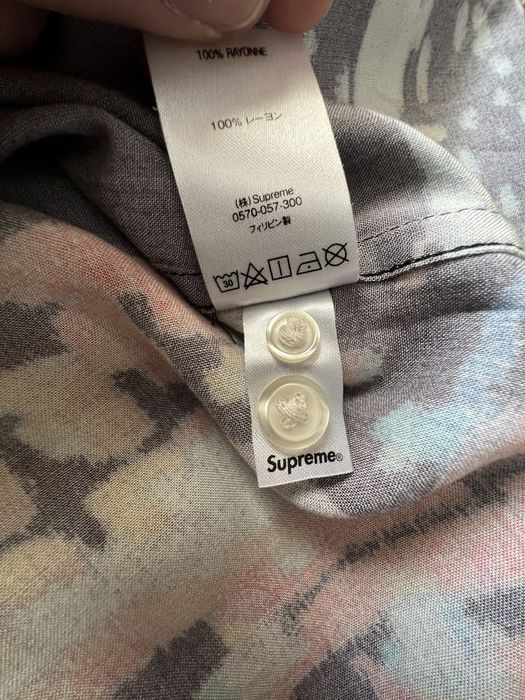 100% RAYONNE
100% レーヨン
(株) Supreme
0570-057-300
フィリピン製
30
Supreme®